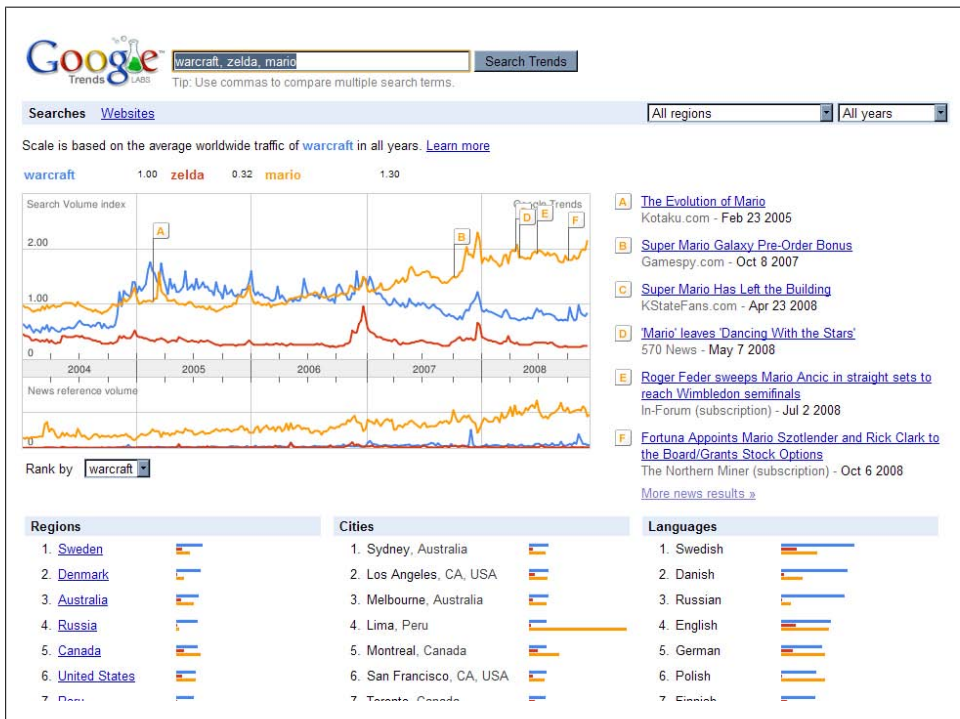 Google
Trends LABS
warcraft, zelda, mario
Search Trends
Tip: Use commas to compare multiple search terms.
Searches Websites
All regions
All years
Scale is based on the average worldwide traffic of warcraft in all years. Learn more
warcraft 1.00 zelda 0.32 mario 1.30
Search Volume index
Google Trends
2.00
1.00
0
A
B
D
E
F
2004 2005 2006 2007 2008
News reference volume
0
Rank by warcraft
A The Evolution of Mario
Kotaku.com - Feb 23 2005
B Super Mario Galaxy Pre-Order Bonus
Gamespy.com - Oct 8 2007
C Super Mario Has Left the Building
KStateFans.com - Apr 23 2008
D 'Mario' leaves 'Dancing With the Stars'
570 News - May 7 2008
E Roger Feder sweeps Mario Ancic in straight sets to
reach Wimbledon semifinals
In-Forum (subscription) - Jul 2 2008
F Fortuna Appoints Mario Szotlender and Rick Clark to
the Board/Grants Stock Options
The Northern Miner (subscription) - Oct 6 2008
More news results »
Regions
1. Sweden
2. Denmark
3. Australia
4. Russia
5. Canada
6. United States
7. Peru
Cities
1. Sydney, Australia
2. Los Angeles, CA, USA
3. Melbourne, Australia
4. Lima, Peru
5. Montreal, Canada
6. San Francisco, CA, USA
7. Toronto, Canada
Languages
1. Swedish
2. Danish
3. Russian
4. English
5. German
6. Polish
7. Finnish